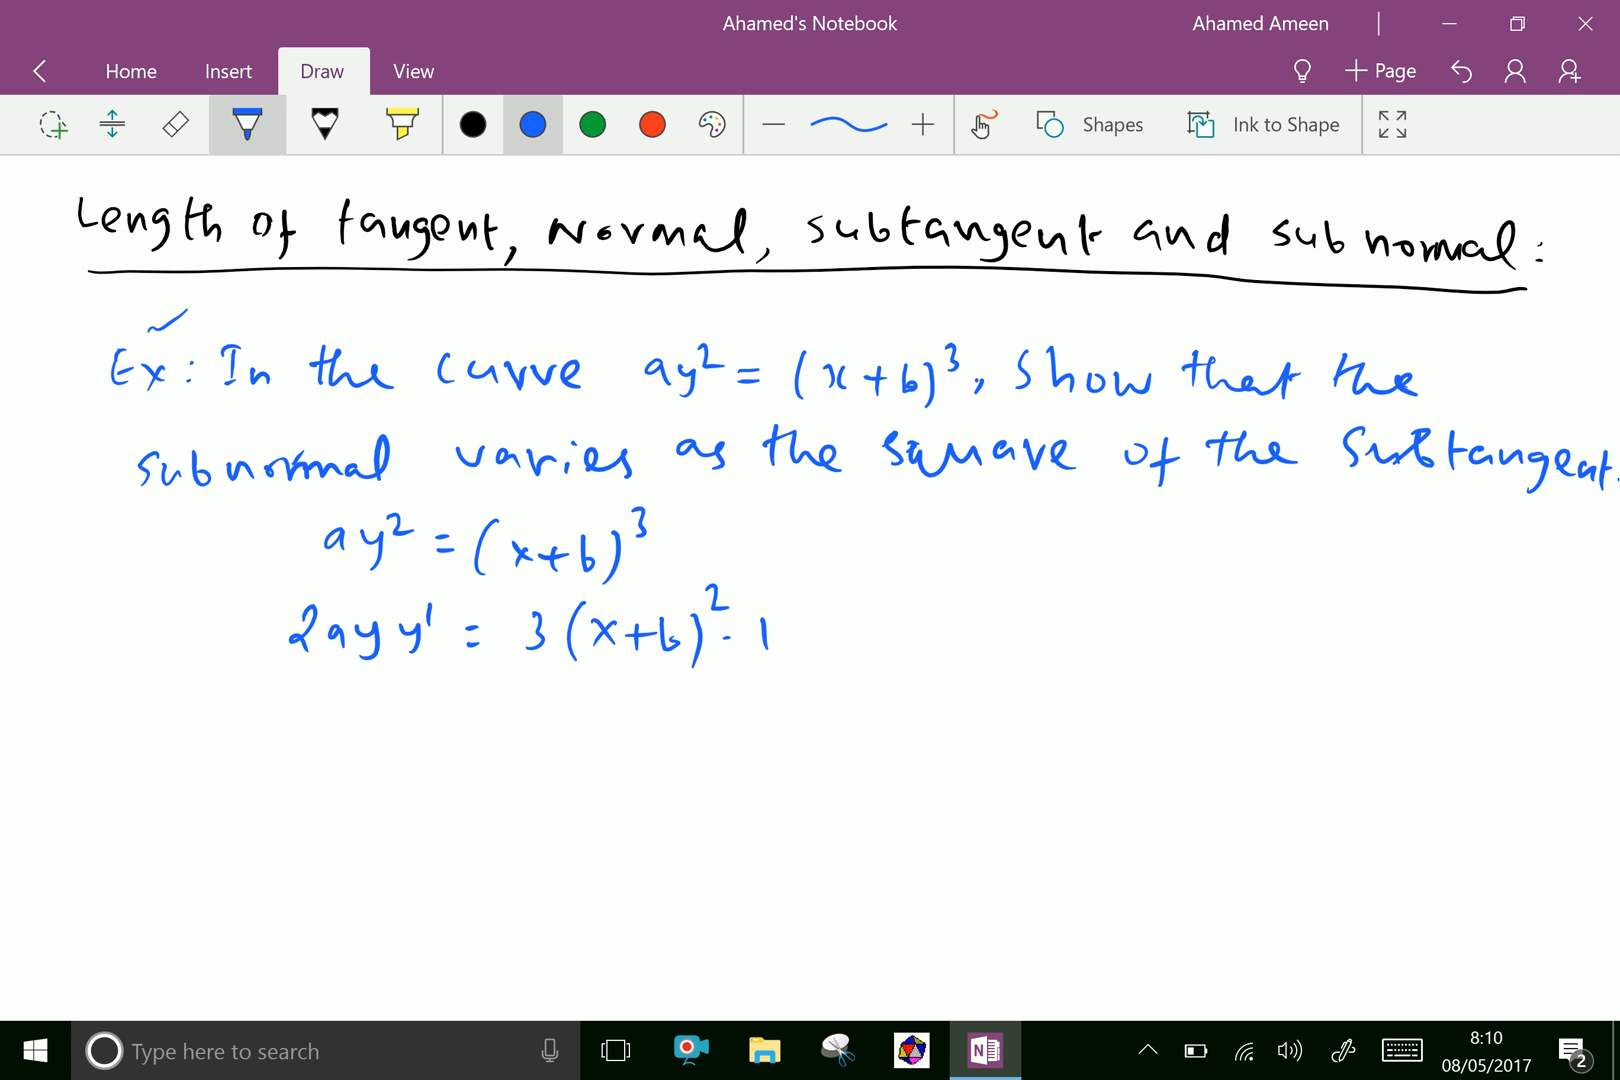 Ahamed's Notebook Ahamed Ameen
Home Insert Draw View Page
Shapes Ink to Shape
Length of tangent, Normal, subtangent and subnormal:
Ex: In the curve ay² = (x+b)³, Show that the
subnormal varies as the square of the Subtangent.
ay² = (x+b)³
2ayy' = 3(x+b)².1
Type here to search
8:10
08/05/2017
2